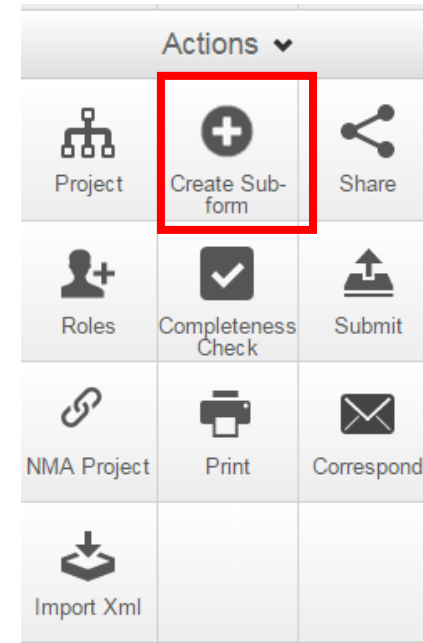 Actions
Project
Create Sub-
form
Share
Roles
Completeness
Check
Submit
NMA Project
Print
Correspond
Import Xml